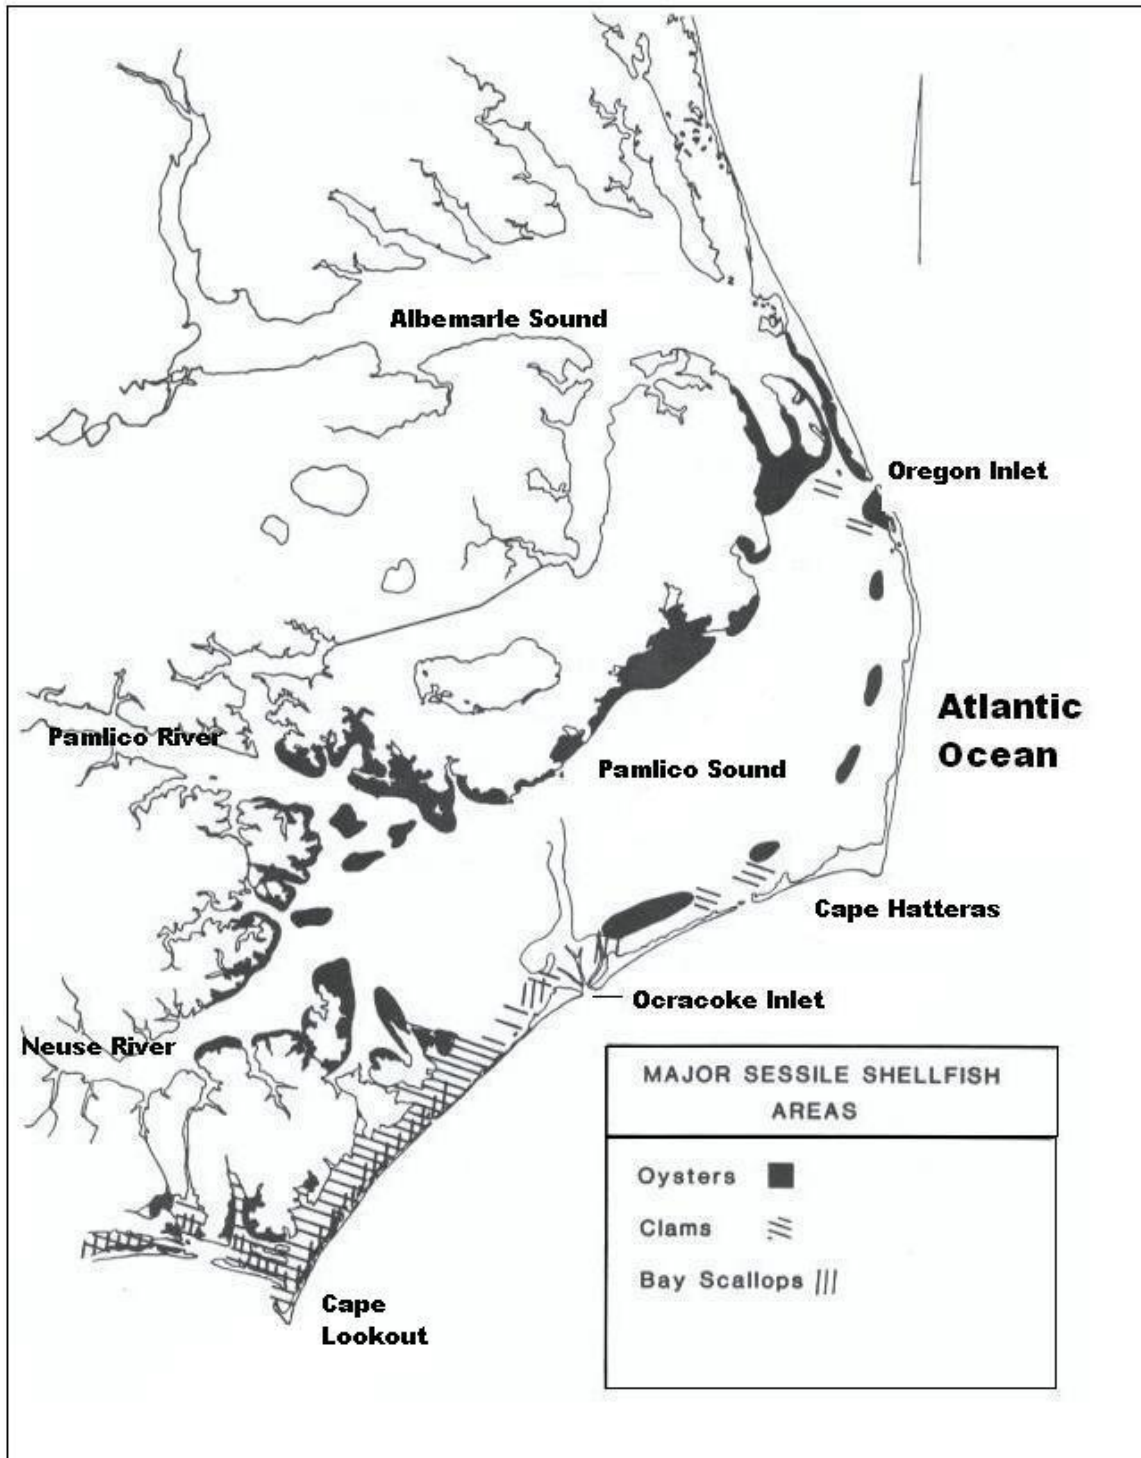 Albemarle Sound
Oregon Inlet
Atlantic
Ocean
Pamlico River
Pamlico Sound
Cape Hatteras
Ocracoke Inlet
Neuse River
MAJOR SESSILE SHELLFISH
AREAS
Oysters
Clams
Bay Scallops
Cape
Lookout